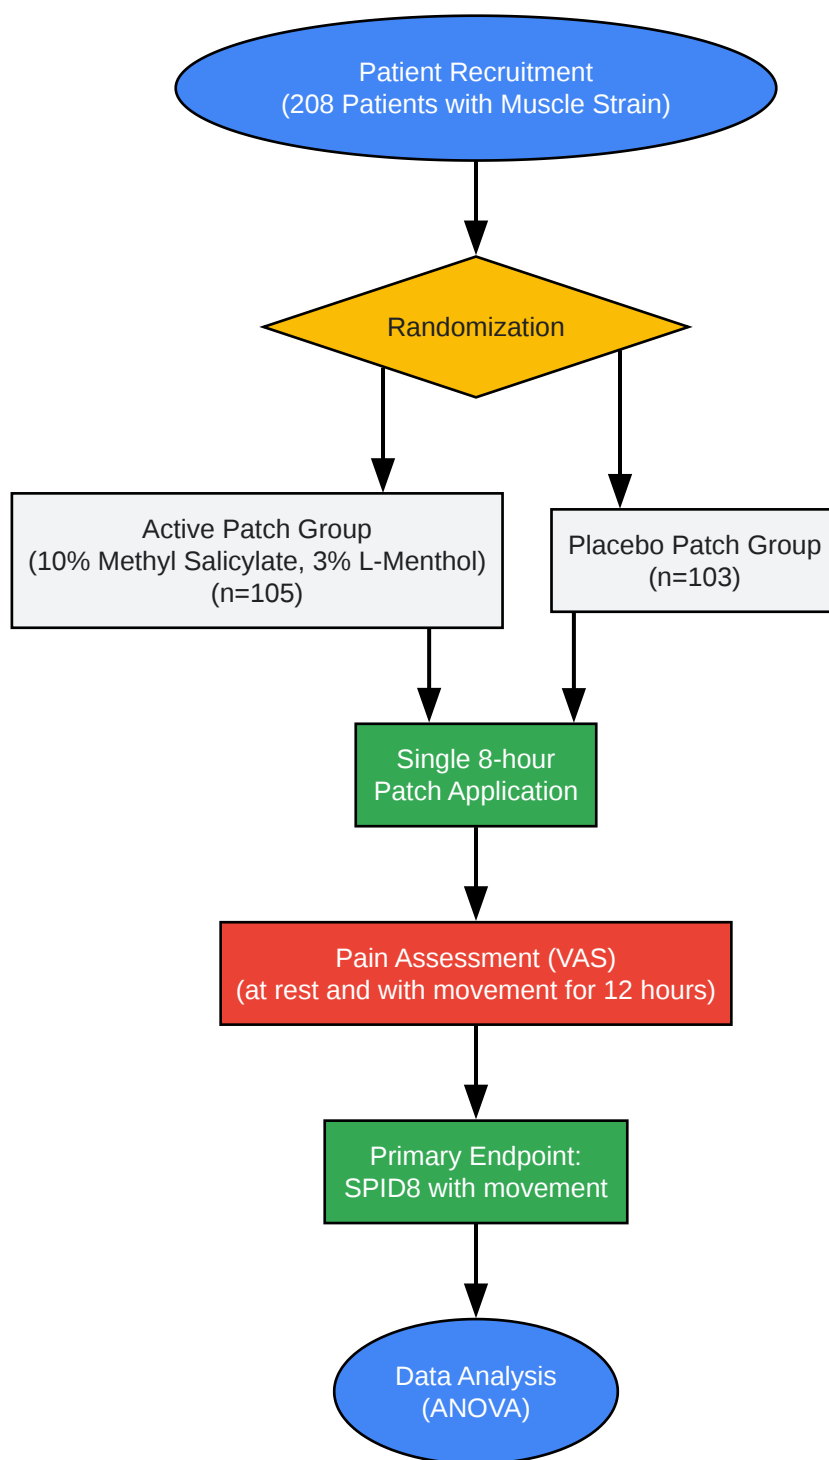 Patient Recruitment
(208 Patients with Muscle Strain)
Randomization
Active Patch Group
(10% Methyl Salicylate, 3% L-Menthol)
(n=105)
Placebo Patch Group
(n=103)
Single 8-hour
Patch Application
Pain Assessment (VAS)
(at rest and with movement for 12 hours)
Primary Endpoint:
SPID8 with movement
Data Analysis
(ANOVA)